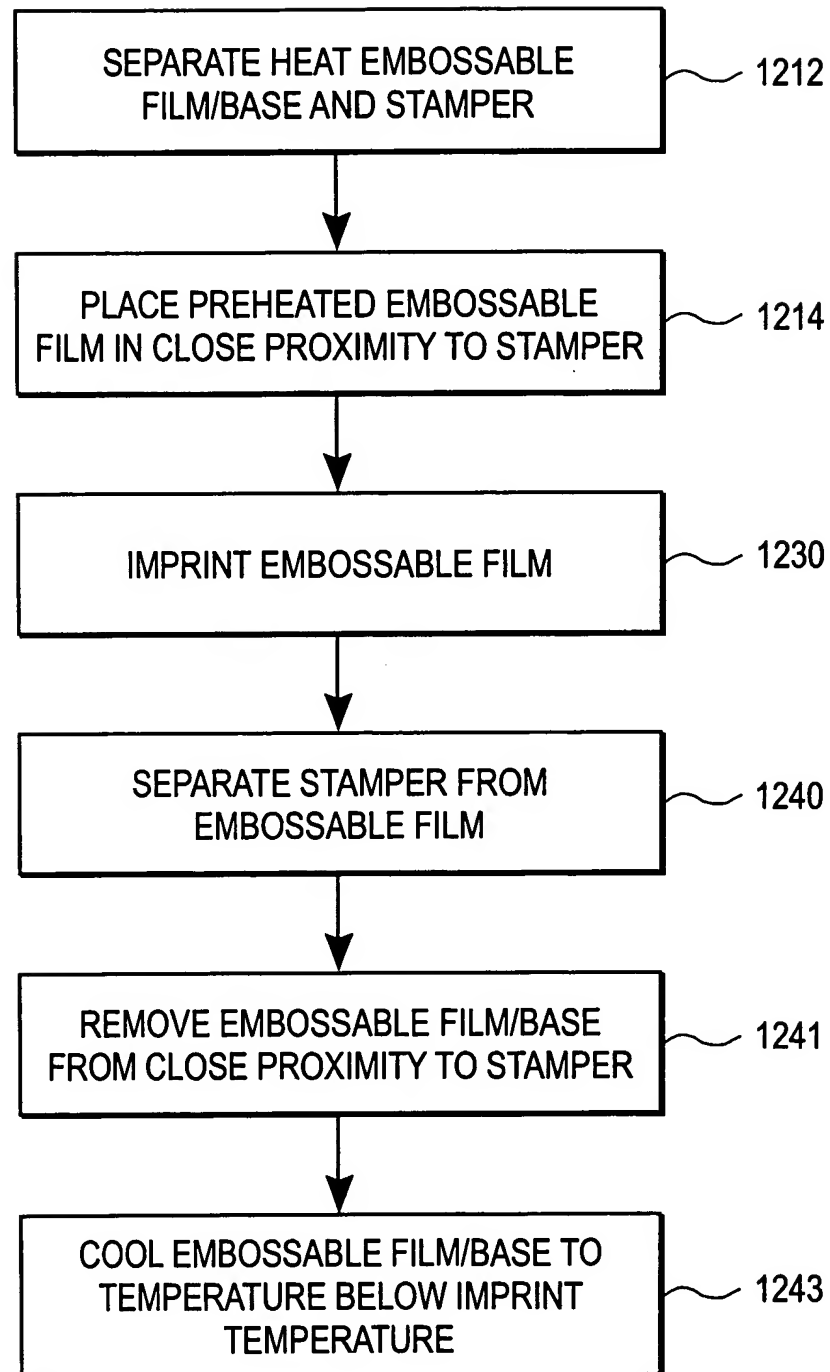 SEPARATE HEAT EMBOSSABLE
FILM/BASE AND STAMPER
1212
PLACE PREHEATED EMBOSSABLE
FILM IN CLOSE PROXIMITY TO STAMPER
1214
IMPRINT EMBOSSABLE FILM
1230
SEPARATE STAMPER FROM
EMBOSSABLE FILM
1240
REMOVE EMBOSSABLE FILM/BASE
FROM CLOSE PROXIMITY TO STAMPER
1241
COOL EMBOSSABLE FILM/BASE TO
TEMPERATURE BELOW IMPRINT
TEMPERATURE
1243